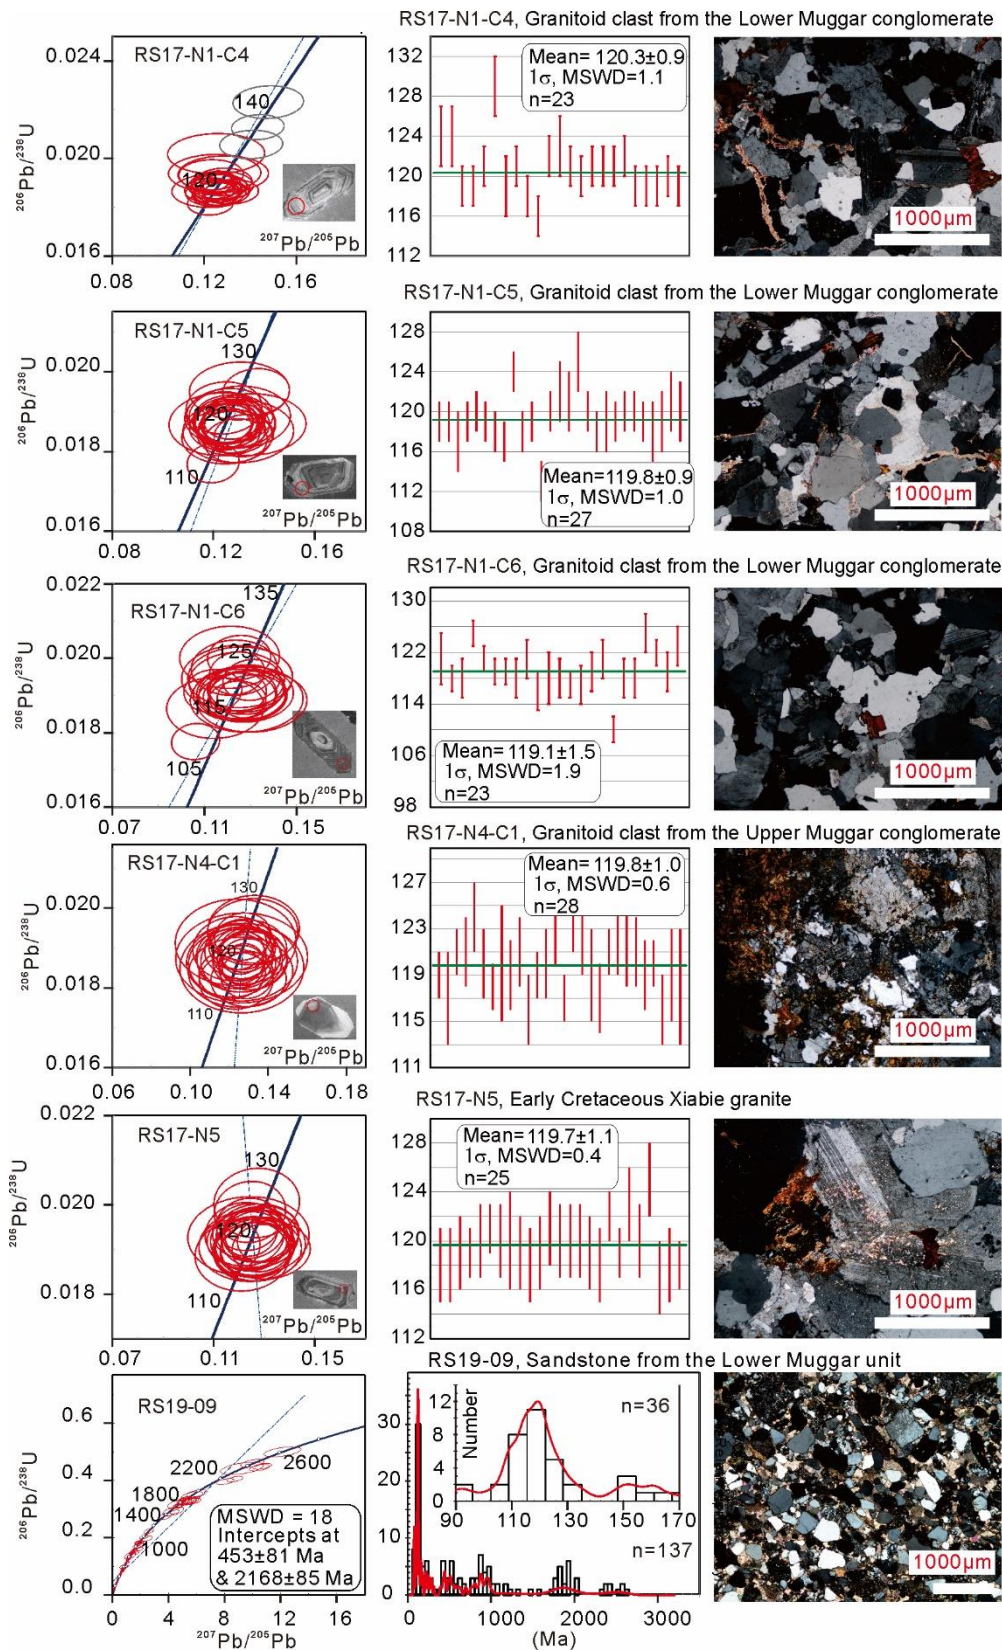 RS17-N1-C4, Granitoid clast from the Lower Muggar conglomerate
0.024
0.020
0.016
²⁰⁶Pb/²³⁸U
RS17-N1-C4
140
120
²⁰⁷Pb/²⁰⁵Pb
0.08
0.12
0.16
132
128
124
120
116
112
Mean= 120.3±0.9
1σ, MSWD=1.1
n=23
1000µm
RS17-N1-C5, Granitoid clast from the Lower Muggar conglomerate
0.020
0.018
0.016
²⁰⁶Pb/²³⁸U
RS17-N1-C5
130
120
110
²⁰⁷Pb/²⁰⁵Pb
0.08
0.12
0.16
128
124
120
116
112
108
Mean=119.8±0.9
1σ, MSWD=1.0
n=27
1000µm
RS17-N1-C6, Granitoid clast from the Lower Muggar conglomerate
0.022
0.020
0.018
0.016
²⁰⁶Pb/²³⁸U
RS17-N1-C6
135
125
115
105
²⁰⁷Pb/²⁰⁵Pb
0.07
0.11
0.15
130
122
114
106
98
Mean=119.1±1.5
1σ, MSWD=1.9
n=23
1000µm
RS17-N4-C1, Granitoid clast from the Upper Muggar conglomerate
0.020
0.018
0.016
²⁰⁶Pb/²³⁸U
RS17-N4-C1
130
120
110
²⁰⁷Pb/²⁰⁵Pb
0.06
0.10
0.14
0.18
127
123
119
115
111
Mean=119.8±1.0
1σ, MSWD=0.6
n=28
1000µm
RS17-N5, Early Cretaceous Xiabie granite
0.022
0.020
0.018
²⁰⁶Pb/²³⁸U
RS17-N5
130
120
110
²⁰⁷Pb/²⁰⁵Pb
0.07
0.11
0.15
128
124
120
116
112
Mean=119.7±1.1
1σ, MSWD=0.4
n=25
1000µm
RS19-09, Sandstone from the Lower Muggar unit
0.6
0.4
0.2
0.0
²⁰⁶Pb/²³⁸U
RS19-09
2600
2200
1800
1400
1000
MSWD = 18
Intercepts at
453±81 Ma
& 2168±85 Ma
0
4
8
12
16
²⁰⁷Pb/²⁰⁵Pb
30
20
10
0
Number
12
8
4
0
n=36
90
110
130
150
170
n=137
0
1000
2000
3000
(Ma)
1000µm